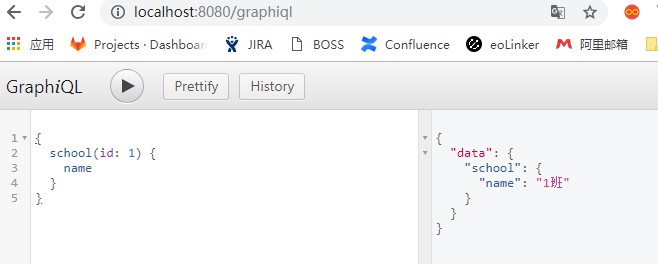 localhost:8080/graphiql
应用 Projects · Dashboar JIRA BOSS Confluence eoLinker 阿里邮箱
GraphiQL Prettify History
1 {
2 school(id: 1) {
3 name
4 }
5 }
{
"data": {
"school": {
"name": "1班"
}
}
}